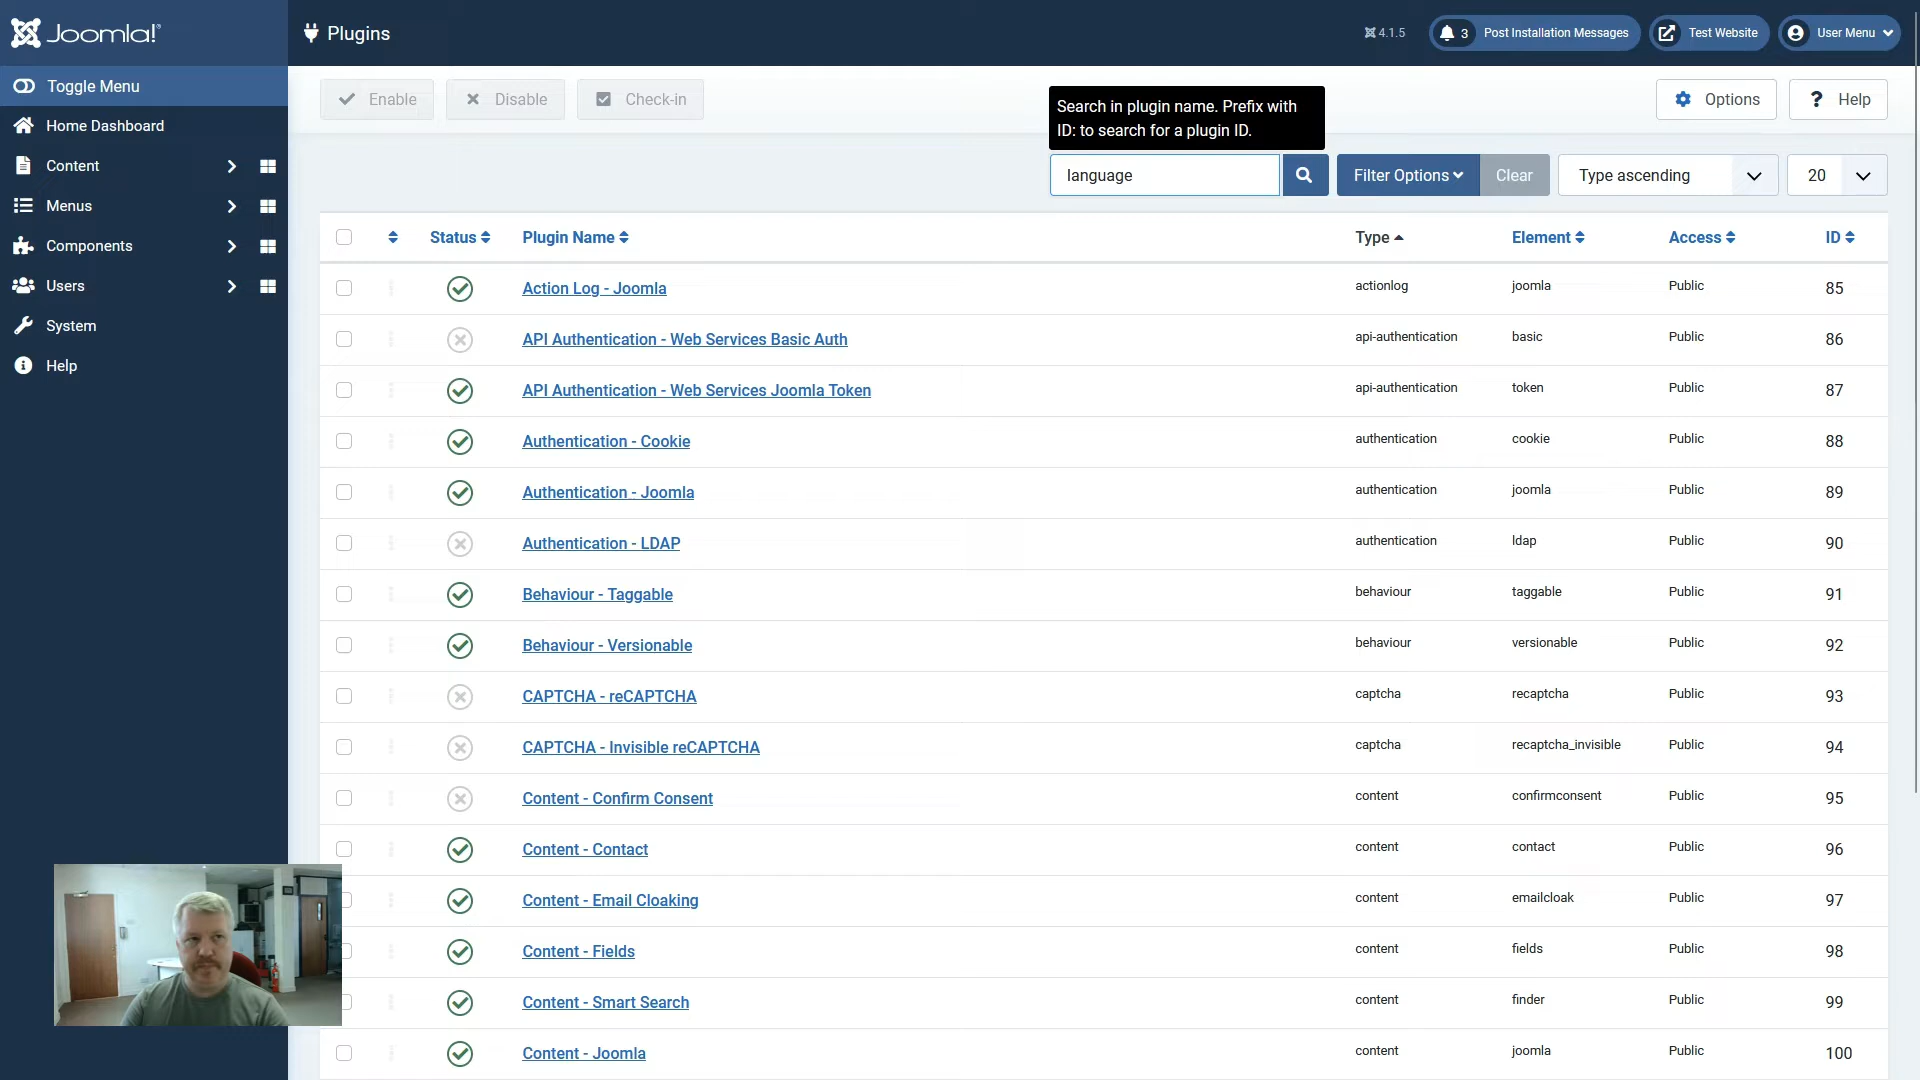 Joomla!
Plugins
4.1.5
3
Post Installation Messages
Test Website
User Menu
Toggle Menu
Home Dashboard
Content
Menus
Components
Users
System
Help
Enable
Disable
Check-in
Search in plugin name. Prefix with
ID: to search for a plugin ID.
Options
? Help
language
Filter Options
Clear
Type ascending
20
Status
Plugin Name
Type
Element
Access
ID
Action Log - Joomla actionlog joomla Public 85
API Authentication - Web Services Basic Auth api-authentication basic Public 86
API Authentication - Web Services Joomla Token api-authentication token Public 87
Authentication - Cookie authentication cookie Public 88
Authentication - Joomla authentication joomla Public 89
Authentication - LDAP authentication ldap Public 90
Behaviour - Taggable behaviour taggable Public 91
Behaviour - Versionable behaviour versionable Public 92
CAPTCHA - reCAPTCHA captcha recaptcha Public 93
CAPTCHA - Invisible reCAPTCHA captcha recaptcha_invisible Public 94
Content - Confirm Consent content confirmconsent Public 95
Content - Contact content contact Public 96
Content - Email Cloaking content emailcloak Public 97
Content - Fields content fields Public 98
Content - Smart Search content finder Public 99
Content - Joomla content joomla Public 100